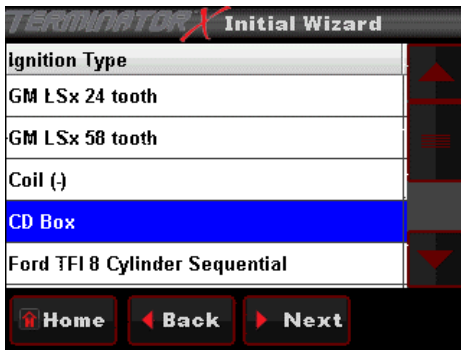 TERMINATOR X Initial Wizard
Ignition Type
GM LSx 24 tooth
GM LSx 58 tooth
Coil (-)
CD Box
Ford TFI 8 Cylinder Sequential
Home Back Next